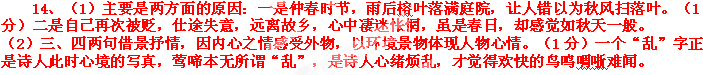 14、（1）主要是两方面的原因：一是仲春时节，雨后榕叶落满庭院，让人错以为秋风扫落叶。（1
分）二是自己再次被贬，仕途失意，远离故乡，心中凄迷怅惘，虽是春日，却感觉如秋天一般。
（2）三、四两句借景抒情，因内心之情感受外物，以环境景物体现人物心情。（1分）一个“乱”字正
是诗人此时心境的写真，莺啼本无所谓“乱”，是诗人心绪烦乱，才觉得欢快的鸟鸣嘲哳难闻。